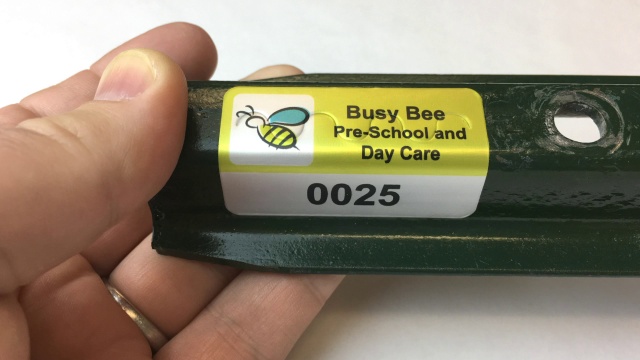 Busy Bee
Pre-School and
Day Care
0025